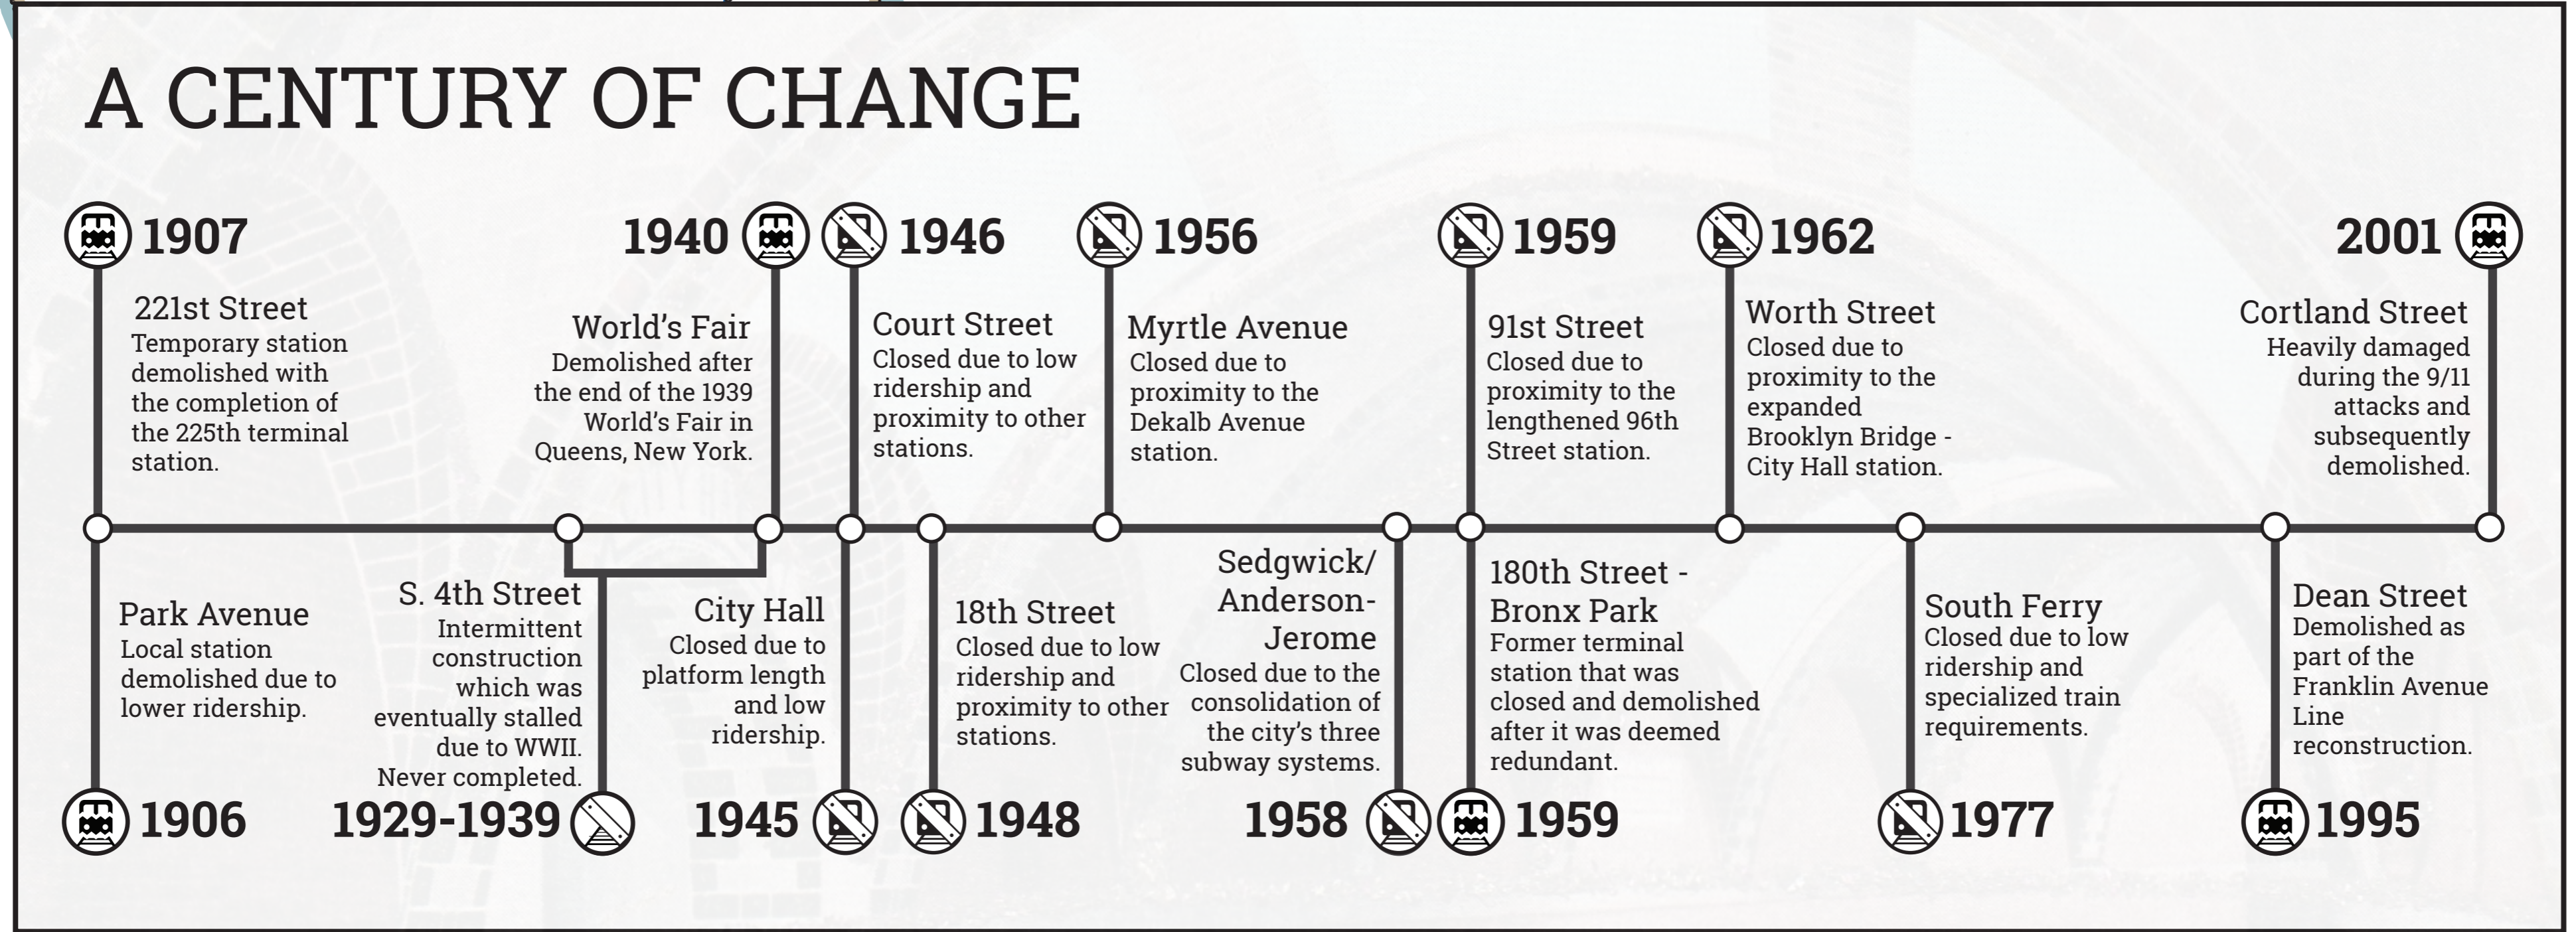 A CENTURY OF CHANGE
1907
221st Street
Temporary station
demolished with
the completion of
the 225th terminal
station.
1940
World's Fair
Demolished after
the end of the 1939
World's Fair in
Queens, New York.
1946
Court Street
Closed due to low
ridership and
proximity to other
stations.
1956
Myrtle Avenue
Closed due to
proximity to the
Dekalb Avenue
station.
1959
91st Street
Closed due to
proximity to the
lengthened 96th
Street station.
1962
Worth Street
Closed due to
proximity to the
expanded
Brooklyn Bridge -
City Hall station.
2001
Cortland Street
Heavily damaged
during the 9/11
attacks and
subsequently
demolished.
Park Avenue
Local station
demolished due to
lower ridership.
1906
S. 4th Street
Intermittent
construction
which was
eventually stalled
due to WWII.
Never completed.
1929-1939
City Hall
Closed due to
platform length
and low
ridership.
1945
18th Street
Closed due to low
ridership and
proximity to other
stations.
1948
Sedgwick/
Anderson-
Jerome
Closed due to the
consolidation of
the city's three
subway systems.
1958
180th Street -
Bronx Park
Former terminal
station that was
closed and demolished
after it was deemed
redundant.
1959
South Ferry
Closed due to low
ridership and
specialized train
requirements.
1977
Dean Street
Demolished as
part of the
Franklin Avenue
Line
reconstruction.
1995